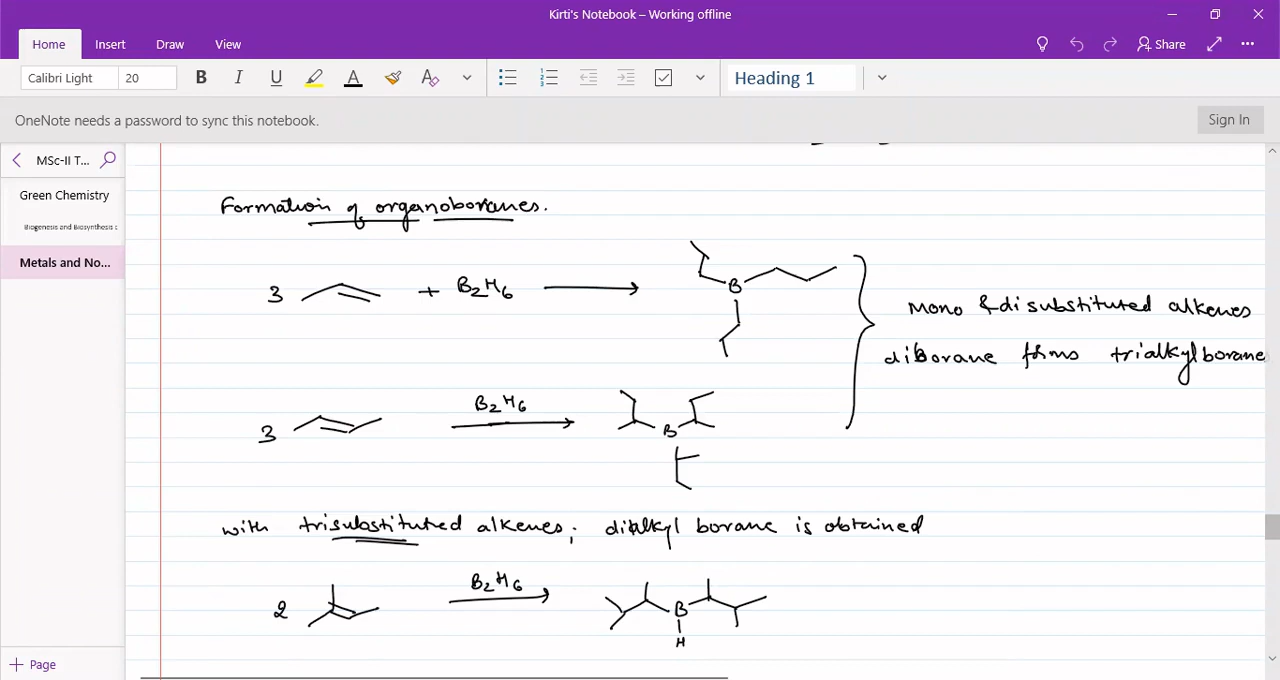 Kirti's Notebook – Working offline
Home Insert Draw View
Share
Calibri Light 20 B I U A A Heading 1
OneNote needs a password to sync this notebook.
Sign In
MSc-II T...
Green Chemistry
Biogenesis and Biosynthesis
Metals and No...
Page
Formation of organoboranes.
3 + B2H6
B
Mono & disubstituted alkenes
diborane forms trialkylborane
3 B2H6
B
with trisubstituted alkenes; dialkyl borane is obtained
2 B2H6
B
H